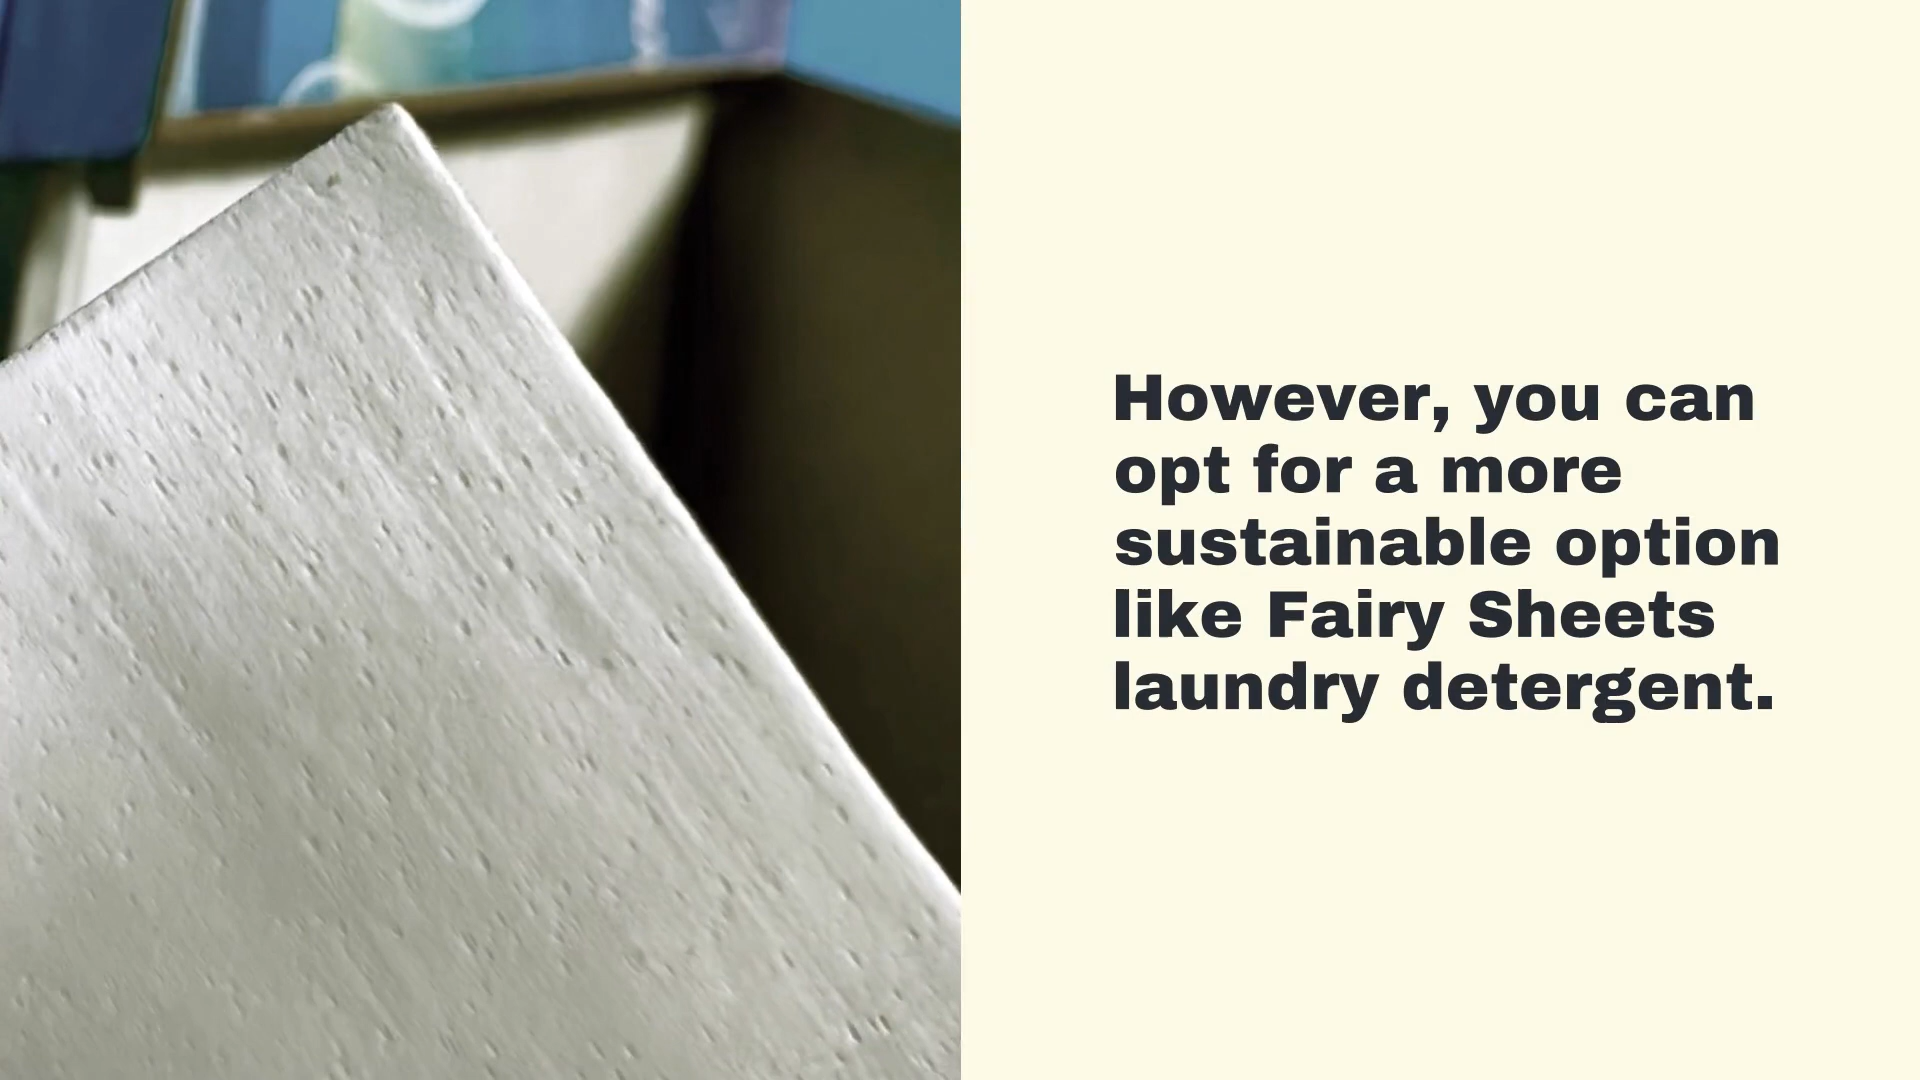 However, you can
opt for a more
sustainable option
like Fairy Sheets
laundry detergent.